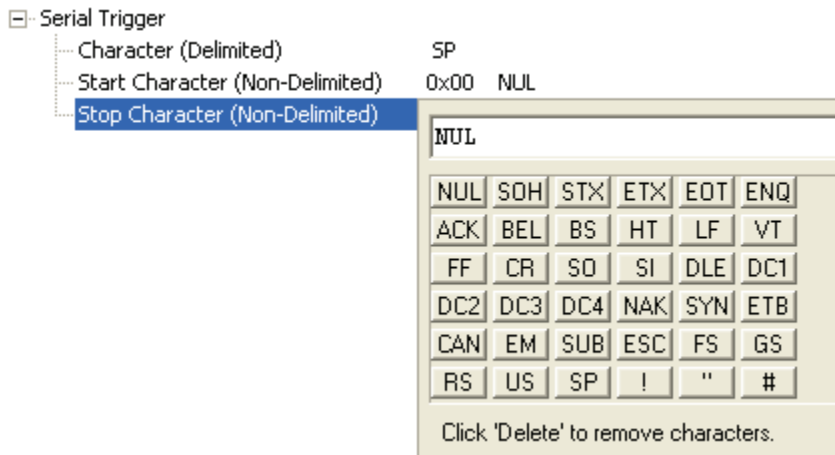 Serial Trigger
Character (Delimited) SP
Start Character (Non-Delimited) 0x00 NUL
Stop Character (Non-Delimited)
NUL
NUL SOH STX ETX EOT ENQ
ACK BEL BS HT LF VT
FF CR SO SI DLE DC1
DC2 DC3 DC4 NAK SYN ETB
CAN EM SUB ESC FS GS
RS US SP ! " #
Click 'Delete' to remove characters.